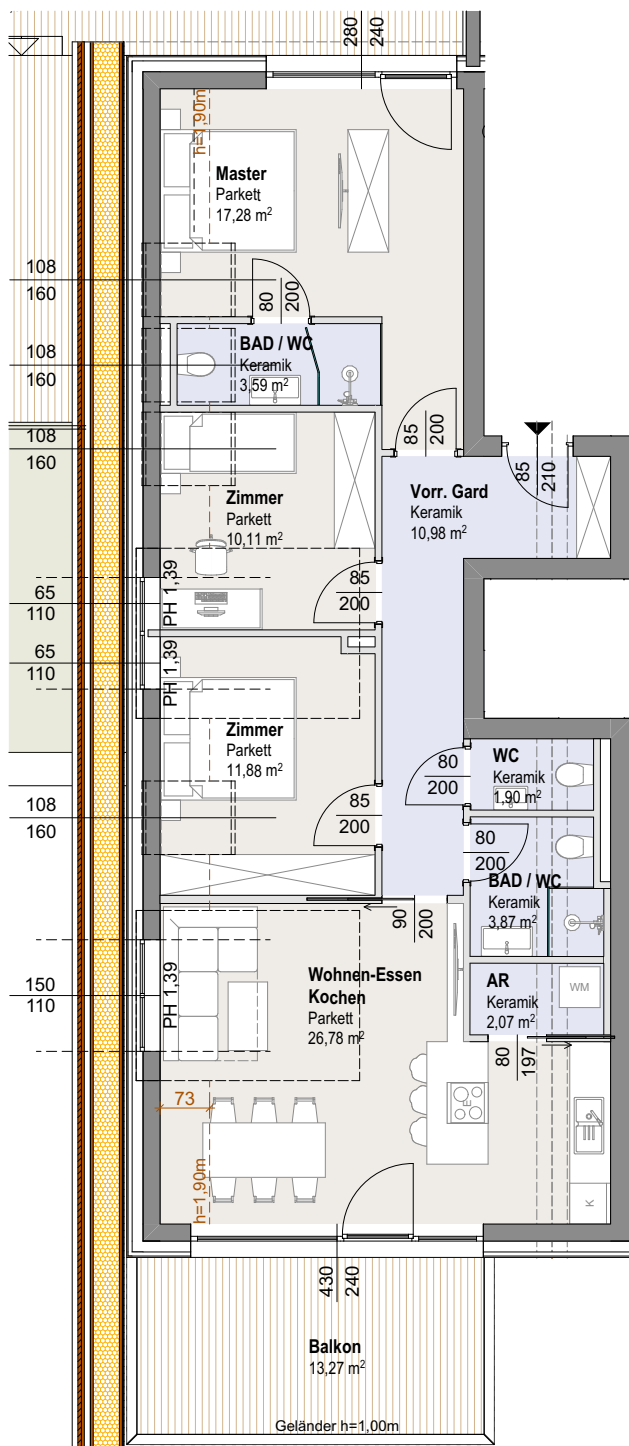 280
240
h=1,90m
Master
Parkett
17,28 m²
108
160
80
200
BAD / WC
Keramik
3,59 m²
108
160
108
160
85
200
85
210
Zimmer
Parkett
10,11 m²
Vorr. Gard
Keramik
10,98 m²
PH 1,39
85
200
65
110
65
110
PH 1,39
Zimmer
Parkett
11,88 m²
80
200
WC
Keramik
1,90 m²
108
160
85
200
80
200
BAD / WC
Keramik
3,87 m²
90
200
150
110
PH 1,39
Wohnen-Essen
Kochen
Parkett
26,78 m²
AR
Keramik
2,07 m²
WM
80
197
73
E
h=1,90m
K
430
240
Balkon
13,27 m²
Geländer h=1,00m